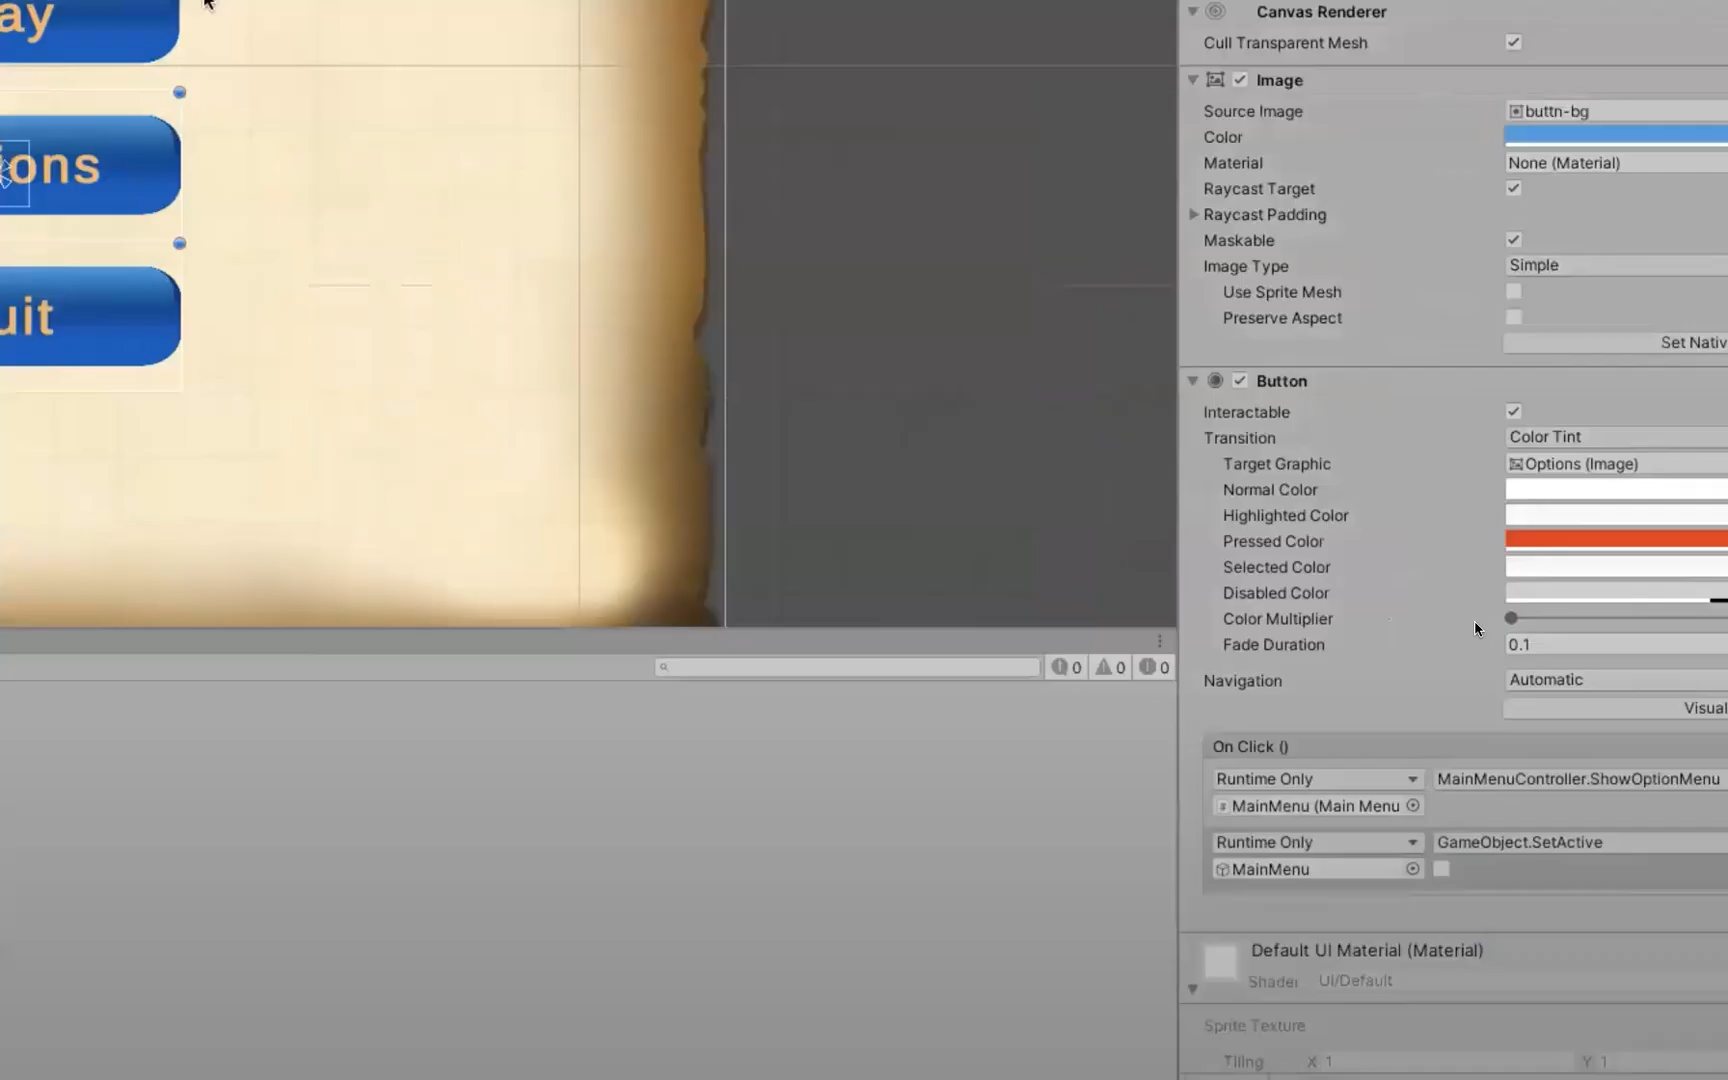 ay
ions
uit
0 0 0
Canvas Renderer
Cull Transparent Mesh
Image
Source Image buttn-bg
Color
Material None (Material)
Raycast Target
Raycast Padding
Maskable
Image Type Simple
Use Sprite Mesh
Preserve Aspect
Set Nativ
Button
Interactable
Transition Color Tint
Target Graphic Options (Image)
Normal Color
Highlighted Color
Pressed Color
Selected Color
Disabled Color
Color Multiplier
Fade Duration 0.1
Navigation Automatic
Visual
On Click ()
Runtime Only MainMenuController.ShowOptionMenu
MainMenu (Main Menu
Runtime Only GameObject.SetActive
MainMenu
Default UI Material (Material)
Shader UI/Default
Sprite Texture
Tiling X 1 Y 1